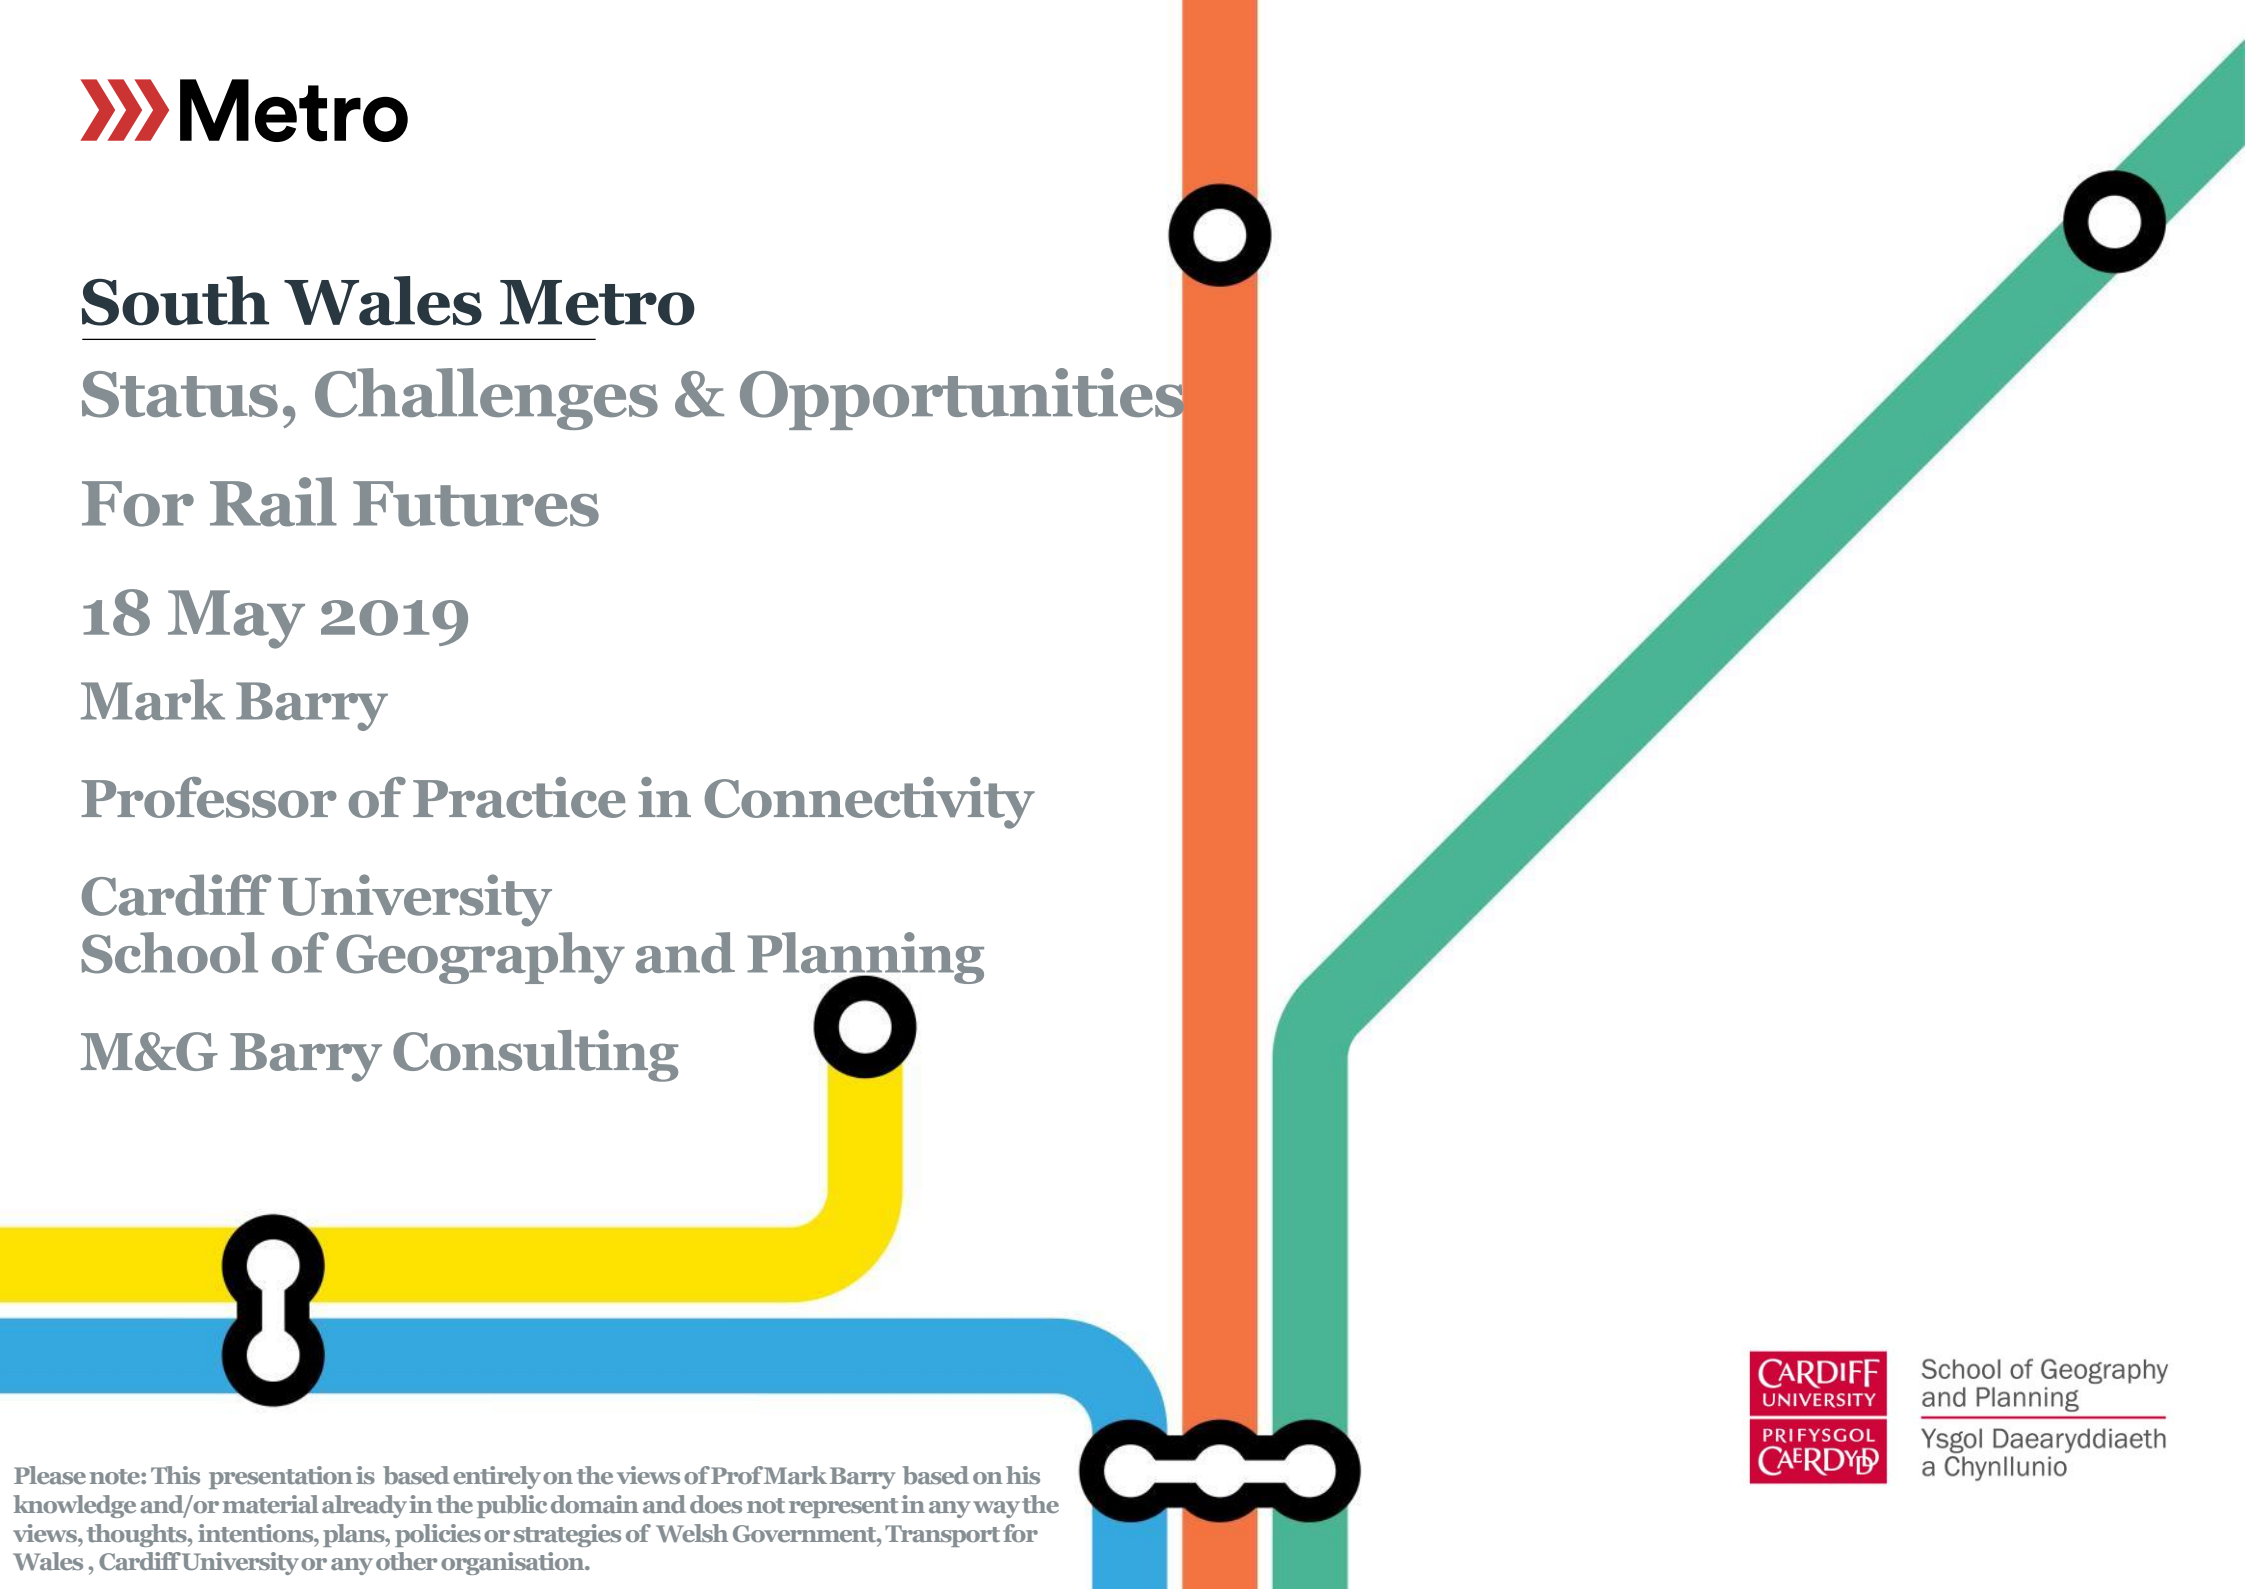 Metro
South Wales Metro
Status, Challenges & Opportunities
For Rail Futures
18 May 2019
Mark Barry
Professor of Practice in Connectivity
Cardiff University
School of Geography and Planning
M&G Barry Consulting
Please note: This presentation is based entirely on the views of Prof Mark Barry based on his
knowledge and/or material already in the public domain and does not represent in any way the
views, thoughts, intentions, plans, policies or strategies of Welsh Government, Transport for
Wales , Cardiff University or any other organisation.
CARDIFF
UNIVERSITY
PRIFYSGOL
CAERDYDD
School of Geography
and Planning
Ysgol Daearyddiaeth
a Chynllunio